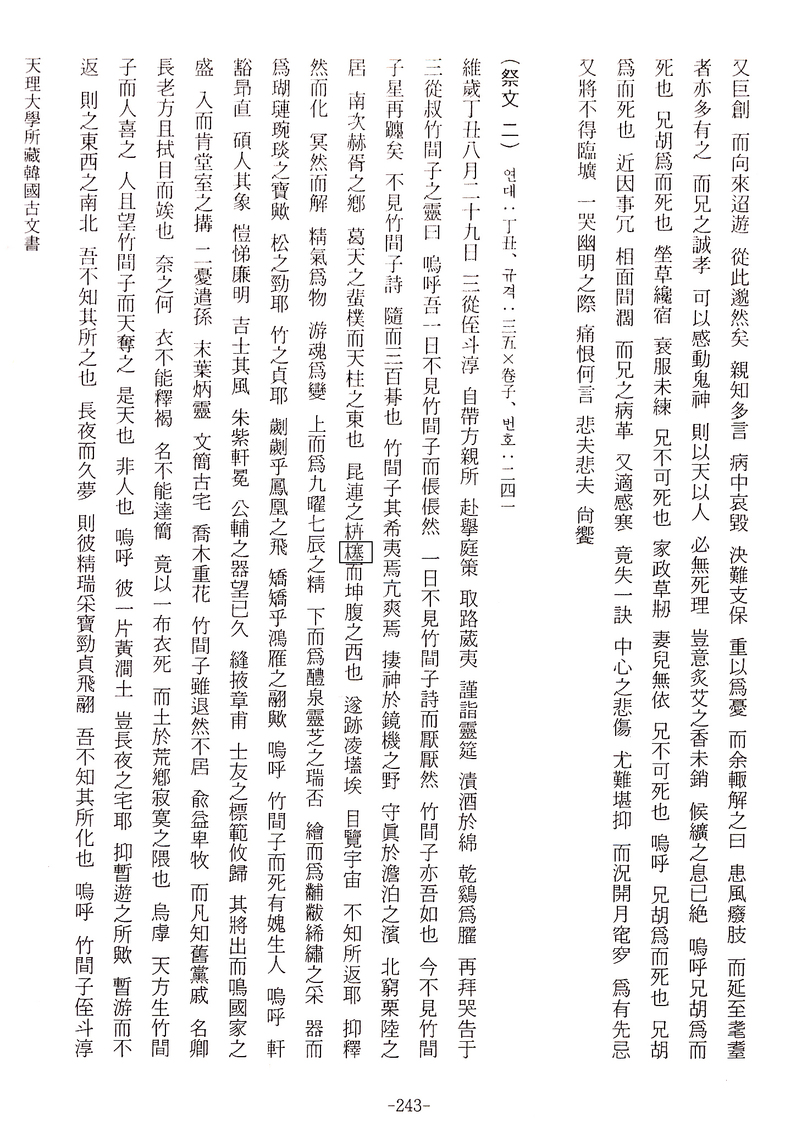 又巨創 而向來迢遊 從此邈然矣 親知多言 病中哀毀 決難支保 重以爲憂 而余輙解之曰 患風癈肢 而延至耄耋
者亦多有之 而兄之誠孝 可以感動鬼神 則以天以人 必無死理 豈意炙艾之香未銷 候纊之息已絶 嗚呼兄胡爲而
死也 兄胡爲而死也 塋草纔宿 衰服未練 兄不可死也 家政草刱 妻兒無依 兄不可死也 嗚呼 兄胡爲而死也 兄胡
爲而死也 近因事冗 相面間濶 而兄之病革 又適感寒 竟失一訣 中心之悲傷 尤難堪抑 而況開月窀穸 爲有先忌
又將不得臨壙 一哭幽明之際 痛恨何言 悲夫悲夫 尙饗
(祭文 二) 연대:丁丑、규격:三五×卷子、번호:二四一
維歲丁丑八月二十九日 三從侄斗淳 自帶方親所 赴擧庭策 取路葳夷 謹詣靈筵 漬酒於綿 乾鷄爲臛 再拜哭告于
三從叔竹間子之靈曰 嗚呼吾一日不見竹間子而倀倀然 一日不見竹間子詩而厭厭然 竹間子亦吾如也 今不見竹間
子星再躔矣 不見竹間子詩 隨而三百朞也 竹間子其希夷焉亢爽焉 捿神於鏡機之野 守眞於澹泊之濱 北窮栗陸之
居 南次赫胥之鄕 葛天之蜚樸而天柱之東也 昆連之枅櫶而坤腹之西也 遂跡凌壒埃 目覽宇宙 不知所返耶 抑釋
然而化 冥然而解 精氣爲物 游魂爲變 上而爲九曜七辰之精 下而爲醴泉靈芝之瑞否 繪而爲黼黻絺繡之采 器而
爲瑚璉琬琰之寶歟 松之勁耶 竹之貞耶 劌劌乎鳳凰之飛 矯矯乎鴻雁之翽歟 嗚呼 竹間子而死有媿生人 嗚呼 軒
豁昻直 碩人其象 愷悌廉明 吉士其風 朱紫軒冕 公輔之器望已久 縫掖章甫 士友之標範攸歸 其將出而鳴國家之
盛 入而肯堂室之搆 二憂遣孫 末葉炳靈 文簡古宅 喬木重花 竹間子雖退然不居 兪益卑牧 而凡知舊黨戚 名卿
長老方且拭目而竢也 奈之何 衣不能釋褐 名不能達簡 竟以一布衣死 而土於荒鄕寂寞之隈也 烏虖 天方生竹間
子而人喜之 人且望竹間子而天奪之 是天也 非人也 嗚呼 彼一片黃澗土 豈長夜之宅耶 抑暫遊之所歟 暫游而不
返 則之東西之南北 吾不知其所之也 長夜而久夢 則彼精瑞采寶勁貞飛翽 吾不知其所化也 嗚呼 竹間子侄斗淳
天理大學所藏韓國古文書
-243-